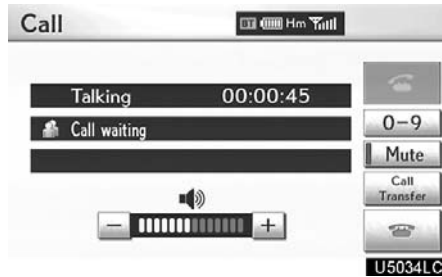 Call
BT Hm
Talking 00:00:45
Call waiting
0-9
Mute
Call
Transfer
− +
U5034LC